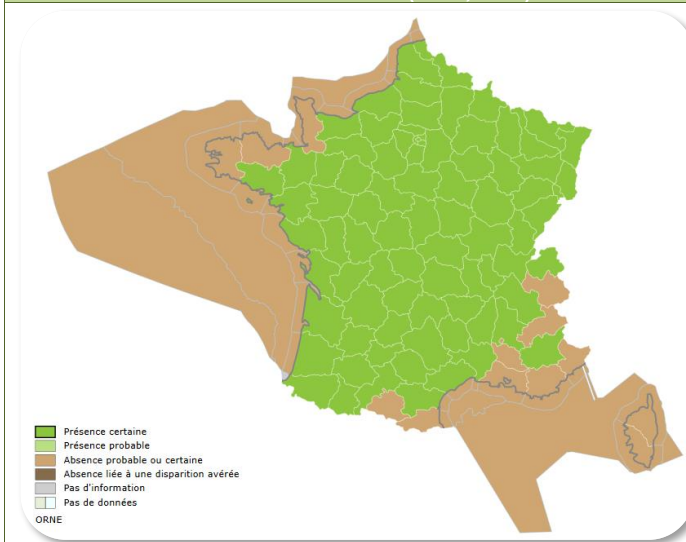 Présence certaine
Présence probable
Absence probable ou certaine
Absence liée à une disparition avérée
Pas d'information
Pas de données
ORNE